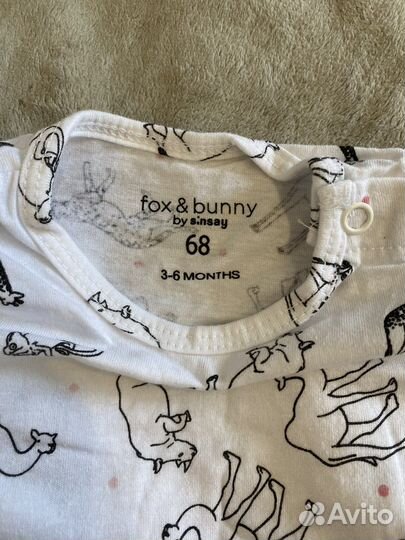 fox & bunny
by sinsay
68
3-6 MONTHS
Avito